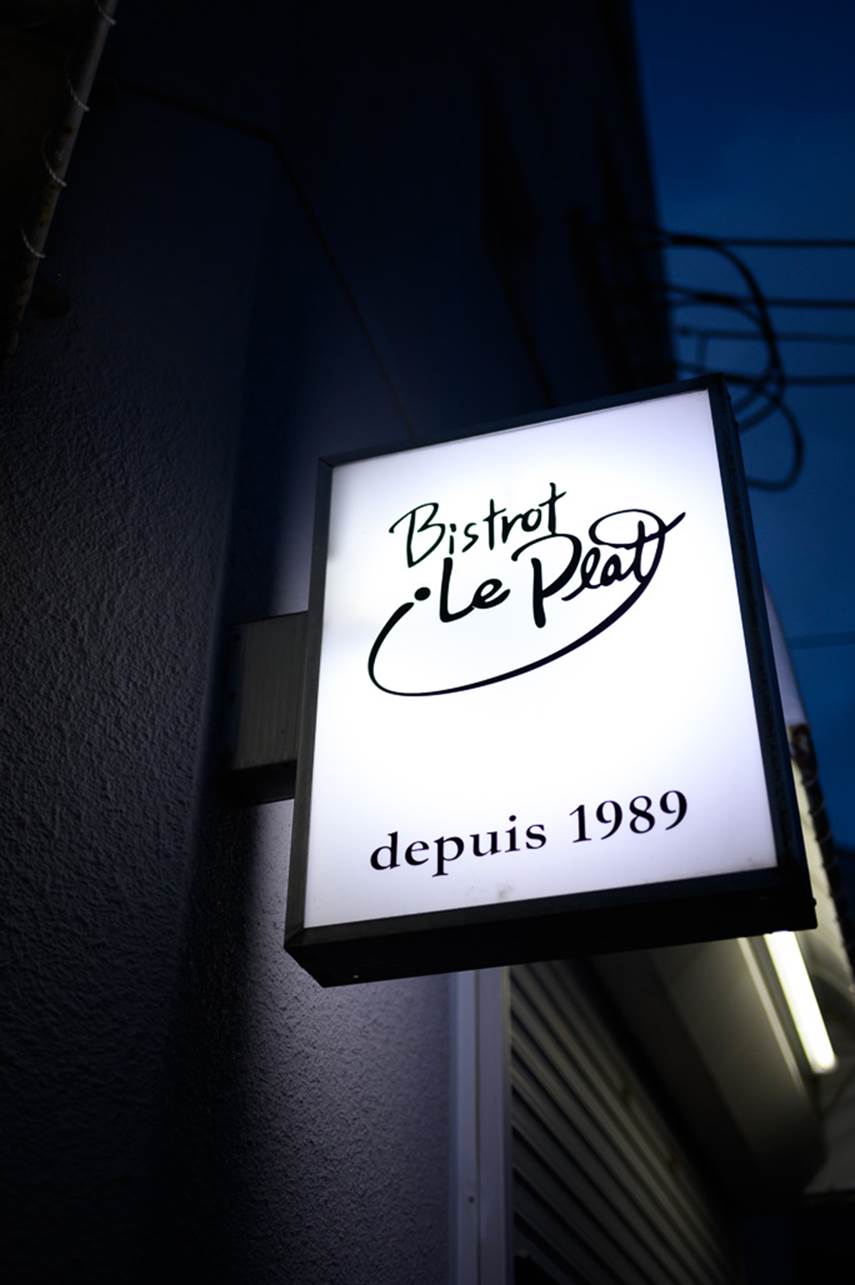 Bistrot
Le Plat
depuis 1989